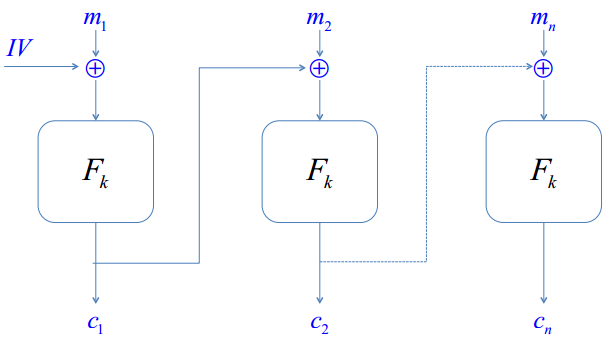 m₁ m₂ mₙ
IV ⊕ ⊕ ⊕
Fₖ Fₖ Fₖ
c₁ c₂ cₙ